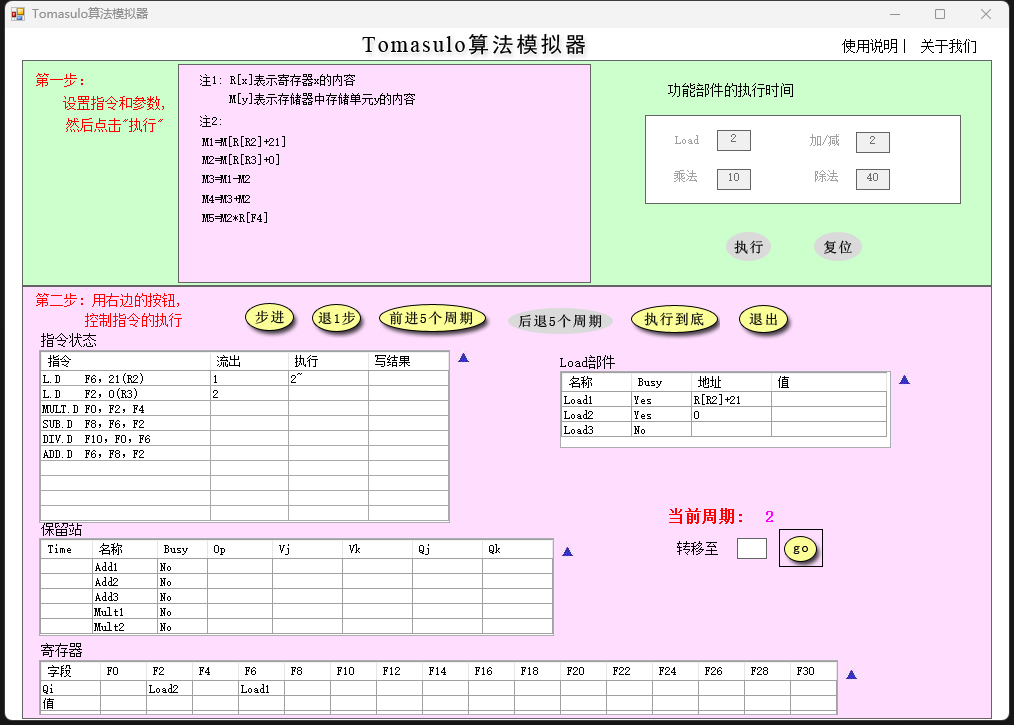 Tomasulo算法模拟器
Tomasulo算法模拟器
使用说明| 关于我们
第一步:
设置指令和参数,
然后点击"执行"
注1: R[x]表示寄存器x的内容
M[y]表示存储器中存储单元y的内容
注2:
M1=M[R[R2]+21]
M2=M[R[R3]+0]
M3=M1-M2
M4=M3+M2
M5=M2*R[F4]
功能部件的执行时间
Load 2 加/减 2
乘法 10 除法 40
执行 复位
第二步: 用右边的按钮,
控制指令的执行
步进 退1步 前进5个周期 后退5个周期 执行到底 退出
指令状态
指令 流出 执行 写结果
L.D F6, 21(R2) 1 2~
L.D F2, 0(R3) 2
MULT.D F0, F2, F4
SUB.D F8, F6, F2
DIV.D F10, F0, F6
ADD.D F6, F8, F2
Load部件
名称 Busy 地址 值
Load1 Yes R[R2]+21
Load2 Yes 0
Load3 No
当前周期: 2
转移至 go
保留站
Time 名称 Busy Op Vj Vk Qj Qk
Add1 No
Add2 No
Add3 No
Mult1 No
Mult2 No
寄存器
字段 F0 F2 F4 F6 F8 F10 F12 F14 F16 F18 F20 F22 F24 F26 F28 F30
Qi Load2 Load1
值